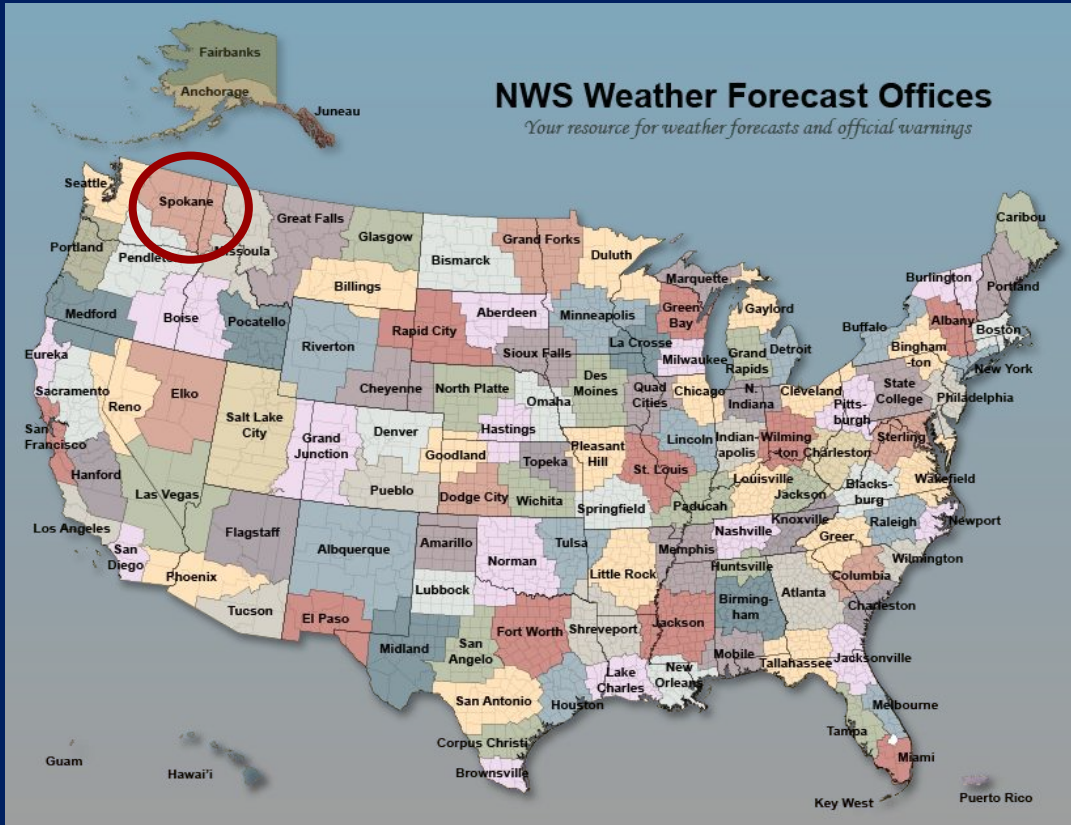 Fairbanks
Anchorage
Juneau
NWS Weather Forecast Offices
Your resource for weather forecasts and official warnings
Seattle
Spokane
Portland
Pendleton
Missoula
Great Falls
Glasgow
Billings
Bismarck
Grand Forks
Duluth
Caribou
Marquette
Burlington
Portland
Medford
Boise
Pocatello
Riverton
Rapid City
Aberdeen
Minneapolis
Green
Bay
Gaylord
Buffalo
Albany
Boston
Bingham
-ton
New York
Eureka
Sacramento
Reno
Elko
Salt Lake
City
Cheyenne
North Platte
Sioux Falls
La Crosse
Milwaukee
Grand
Rapids
Detroit
Des
Moines
Omaha
Quad
Cities
Chicago
N.
Indiana
Cleveland
State
College
Pitts-
burgh
Philadelphia
San
Francisco
Hanford
Las Vegas
Grand
Junction
Denver
Goodland
Hastings
Topeka
Pleasant
Hill
Lincoln
Indian-
apolis
Wilming
-ton
Charleston
Sterling
Pueblo
Dodge City
Wichita
St. Louis
Springfield
Louisville
Paducah
Jackson
Blacks-
burg
Wakefield
Los Angeles
San
Diego
Flagstaff
Albquerque
Amarillo
Norman
Tulsa
Little Rock
Memphis
Nashville
Knoxville
Greer
Raleigh
Newport
Wilmington
Phoenix
Tucson
El Paso
Lubbock
Huntsville
Birming-
ham
Atlanta
Columbia
Charleston
Midland
San
Angelo
Fort Worth
Shreveport
Jackson
Mobile
Tallahassee
Jacksonville
San Antonio
Houston
Lake
Charles
New
Orleans
Melbourne
Tampa
Miami
Corpus Christi
Brownsville
Guam
Hawai'i
Key West
Puerto Rico